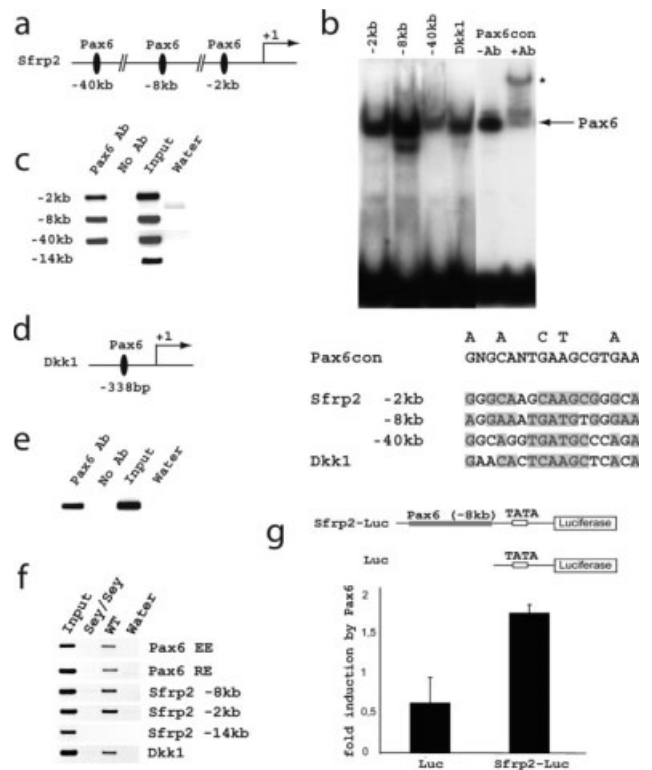 a
Pax6 Pax6 Pax6 +1
Sfrp2
-40kb -8kb -2kb
b
-2kb -8kb -40kb Dkk1 Pax6con
-Ab +Ab
*
Pax6
c
Pax6 Ab No Ab Input Water
-2kb
-8kb
-40kb
-14kb
d
Pax6 +1
Dkk1
-338bp
A A C T A
Pax6con GNGCANTGAAGCGTGAA
Sfrp2 -2kb GGGCAAGCAAGCGGGCA
-8kb AGGAAATGATGTGGGAA
-40kb GGCAGGTGATGCCCAGA
Dkk1 GAACACTCAAGCTCACA
e
Pax6 Ab No Ab Input Water
f
Input Sey/Sey WT Water
Pax6 EE
Pax6 RE
Sfrp2 -8kb
Sfrp2 -2kb
Sfrp2 -14kb
Dkk1
g
Pax6 (-8kb) TATA
Sfrp2-Luc Luciferase
Luc TATA
Luciferase
fold induction by Pax6
2
1,5
1
0,5
0
Luc Sfrp2-Luc